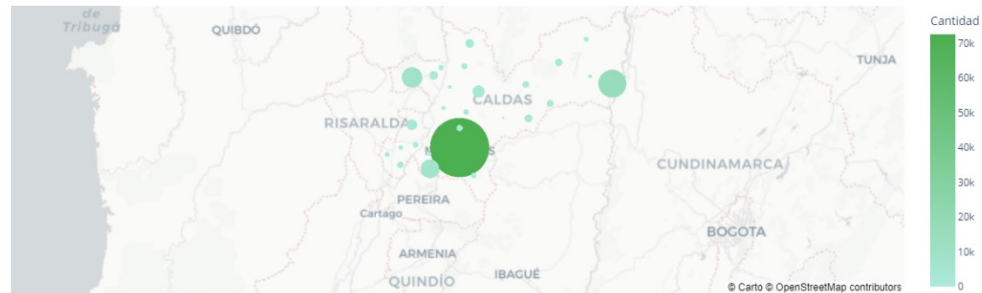 de
Tribugá
QUIBDÓ
TUNJA
CALDAS
RISARALDA
CUNDINAMARCA
PEREIRA
Cartago
BOGOTA
ARMENIA
IBAGUÉ
QUINDÍO
© Carto © OpenStreetMap contributors
Cantidad
70k
60k
50k
40k
30k
20k
10k
0